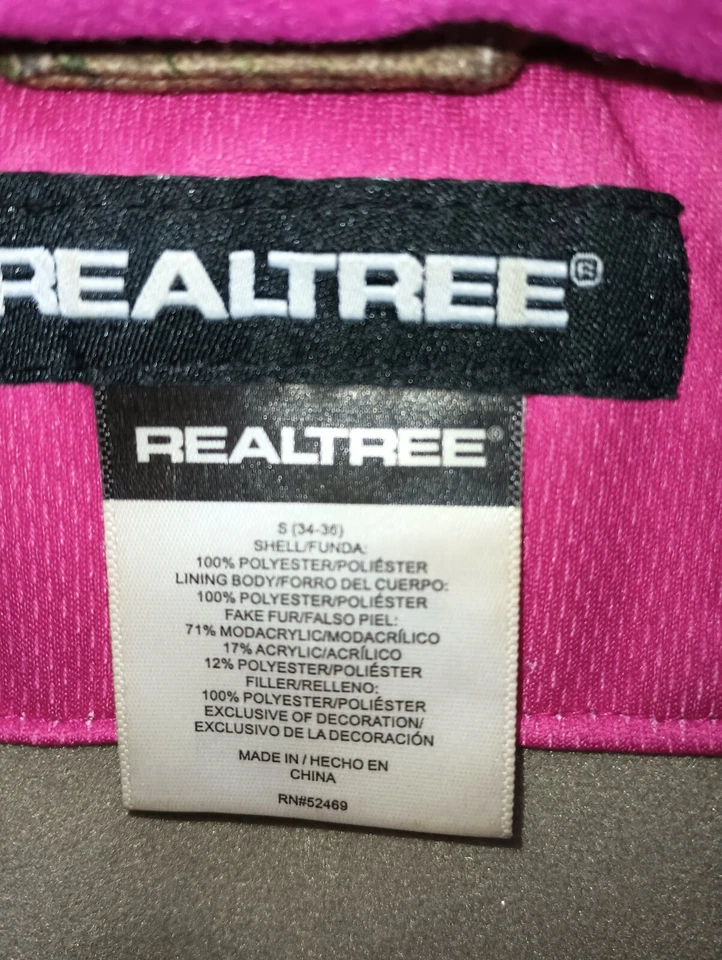 REALTREE®
REALTREE®
S (34-36)
SHELL/FUNDA:
100% POLYESTER/POLIÉSTER
LINING BODY/FORRO DEL CUERPO:
100% POLYESTER/POLIÉSTER
FAKE FUR/FALSO PIEL:
71% MODACRYLIC/MODACRÍLICO
17% ACRYLIC/ACRÍLICO
12% POLYESTER/POLIÉSTER
FILLER/RELLENO:
100% POLYESTER/POLIÉSTER
EXCLUSIVE OF DECORATION/
EXCLUSIVO DE LA DECORACIÓN
MADE IN / HECHO EN
CHINA
RN#52469